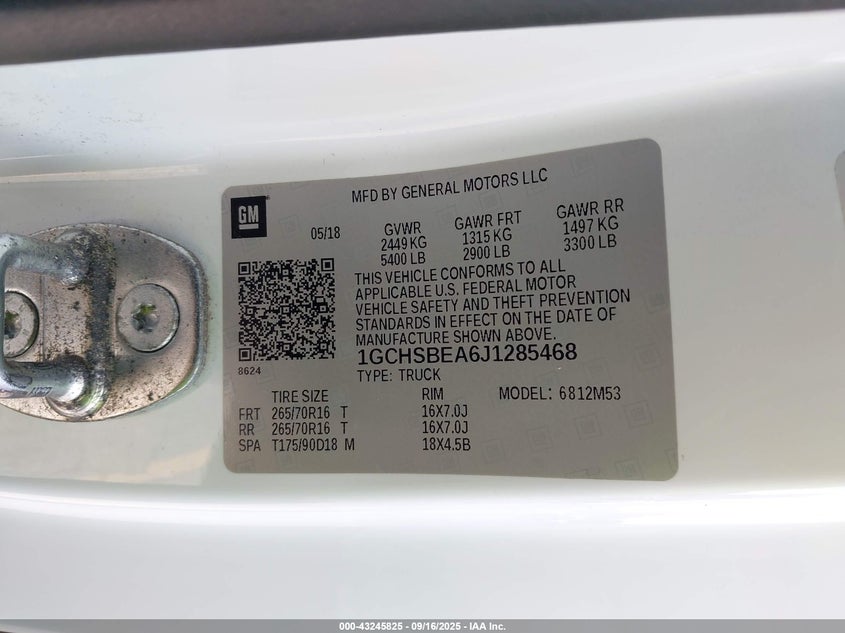 MFD BY GENERAL MOTORS LLC
GM
05/18
GVWR GAWR FRT GAWR RR
2449 KG 1315 KG 1497 KG
5400 LB 2900 LB 3300 LB
THIS VEHICLE CONFORMS TO ALL
APPLICABLE U.S. FEDERAL MOTOR
VEHICLE SAFETY AND THEFT PREVENTION
STANDARDS IN EFFECT ON THE DATE OF
MANUFACTURE SHOWN ABOVE.
8624
1GCHSBEA6J1285468
TYPE: TRUCK
TIRE SIZE RIM MODEL: 6812M53
FRT 265/70R16 T 16X7.0J
RR 265/70R16 T 16X7.0J
SPA T175/90D18 M 18X4.5B
000-43245825 - 09/16/2025 - IAA Inc.